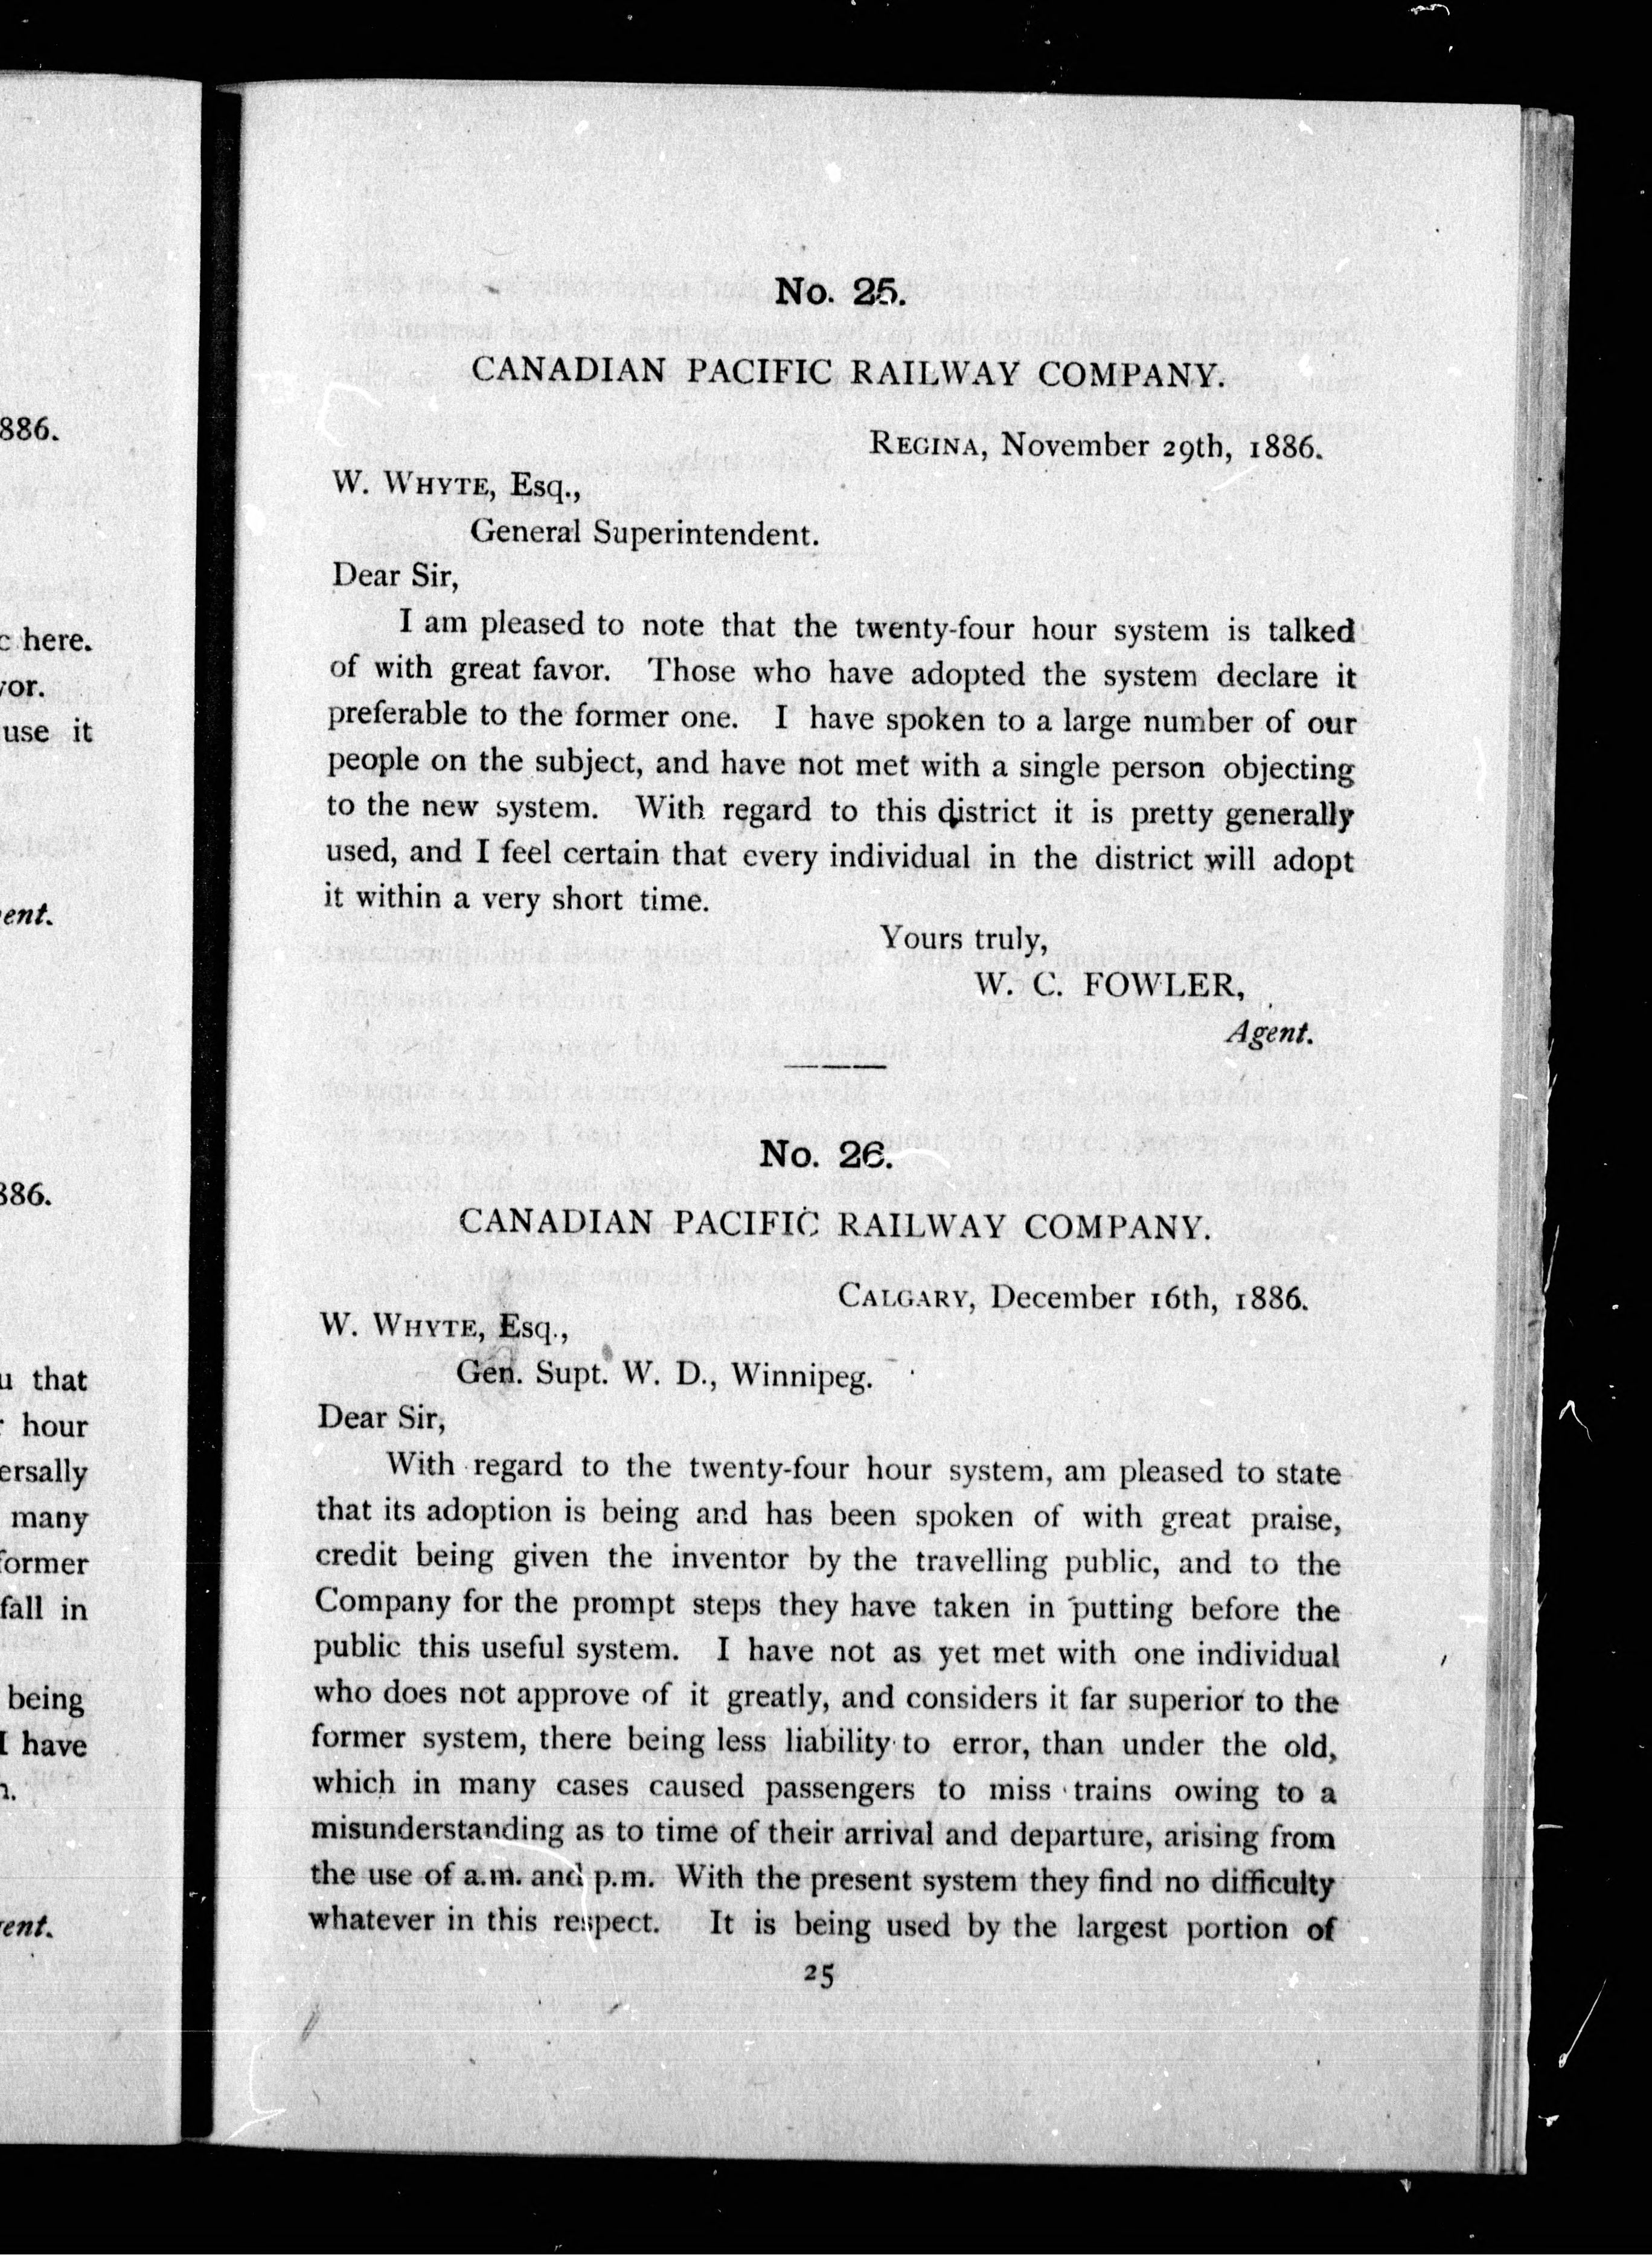 886.
here.
use it
886.
u that
hour
many
fall in
being
I have
No. 25.
CANADIAN PACIFIC RAILWAY COMPANY.
REGINA, November 29th, 1886.
W. WHYTE, Esq.,
General Superintendent.
Dear Sir,
I am pleased to note that the twenty-four hour system is talked
of with great favor. Those who have adopted the system declare it
preferable to the former one. I have spoken to a large number of our
people on the subject, and have not met with a single person objecting
to the new system. With regard to this district it is pretty generally
used, and I feel certain that every individual in the district will adopt
it within a very short time.
Yours truly,
W. C. FOWLER,
Agent.
No. 26.
CANADIAN PACIFIC RAILWAY COMPANY.
CALGARY, December 16th, 1886.
W. WHYTE, Esq.,
Gen. Supt. W. D., Winnipeg.
Dear Sir,
With regard to the twenty-four hour system, am pleased to state
that its adoption is being and has been spoken of with great praise,
credit being given the inventor by the travelling public, and to the
Company for the prompt steps they have taken in putting before the
public this useful system. I have not as yet met with one individual
who does not approve of it greatly, and considers it far superior to the
former system, there being less liability to error, than under the old,
which in many cases caused passengers to miss trains owing to a
misunderstanding as to time of their arrival and departure, arising from
the use of a.m. and p.m. With the present system they find no difficulty
whatever in this respect. It is being used by the largest portion of
25